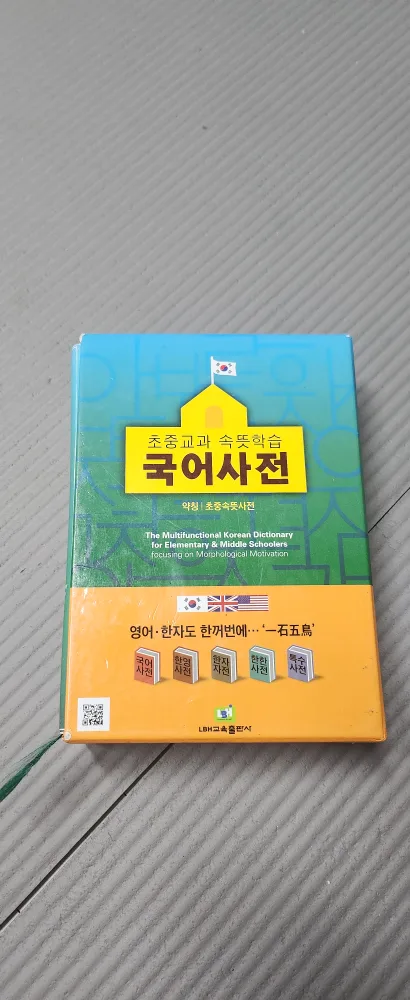 초중교과 속뜻학습
국어사전
약칭 | 초중속뜻사전
The Multifunctional Korean Dictionary
for Elementary & Middle Schoolers
focusing on Morphological Motivation
영어·한자도 한꺼번에… '一石五鳥'
국어 사전
한영 사전
한자 자전
한한 사전
특수 사전
LBH교육출판사